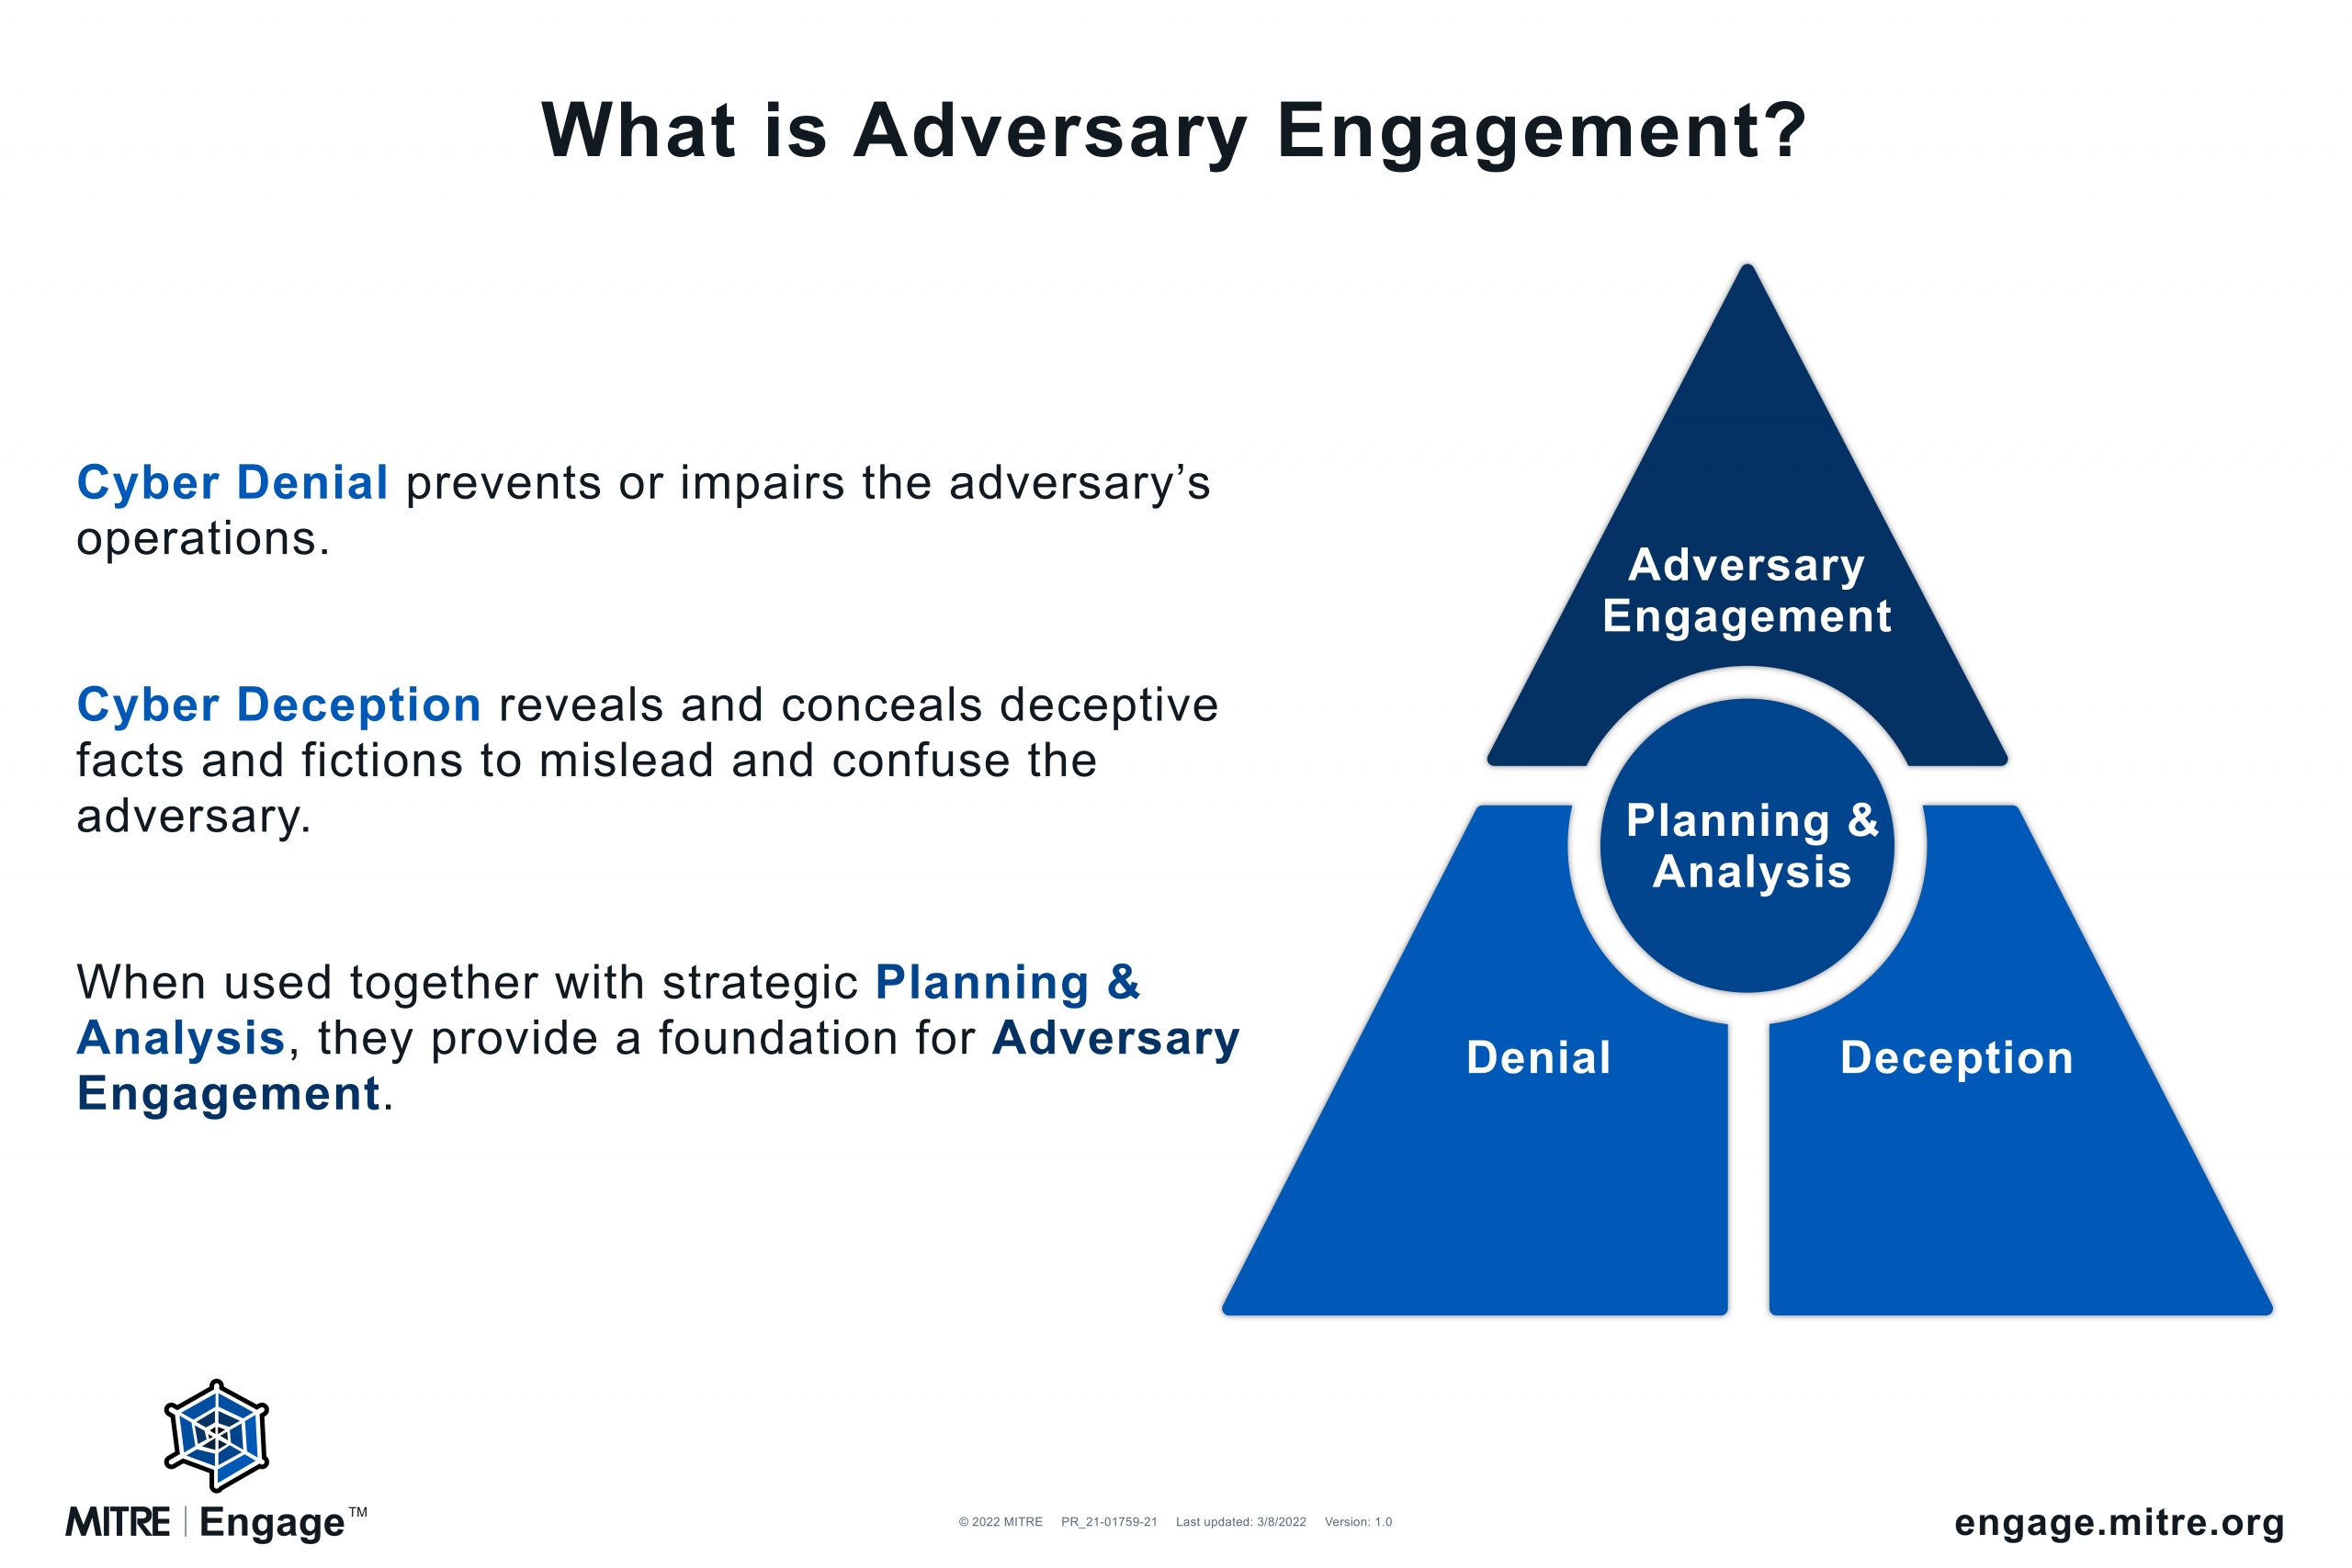 What is Adversary Engagement?
Cyber Denial prevents or impairs the adversary’s
operations.
Cyber Deception reveals and conceals deceptive
facts and fictions to mislead and confuse the
adversary.
When used together with strategic Planning &
Analysis, they provide a foundation for Adversary
Engagement.
Adversary
Engagement
Planning &
Analysis
Denial
Deception
MITRE | Engage™
© 2022 MITRE PR_21-01759-21 Last updated: 3/8/2022 Version: 1.0
engage.mitre.org